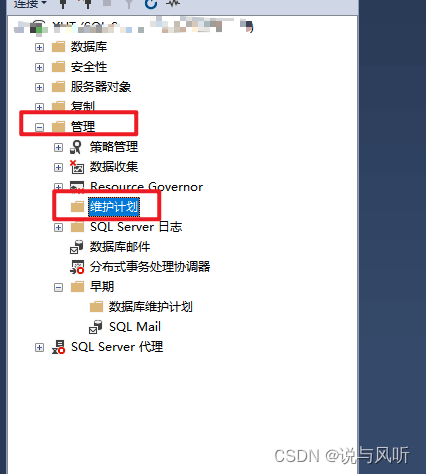 连接
数据库
安全性
服务器对象
复制
管理
策略管理
数据收集
Resource Governor
维护计划
SQL Server 日志
数据库邮件
分布式事务处理协调器
早期
数据库维护计划
SQL Mail
SQL Server 代理
CSDN @说与风听